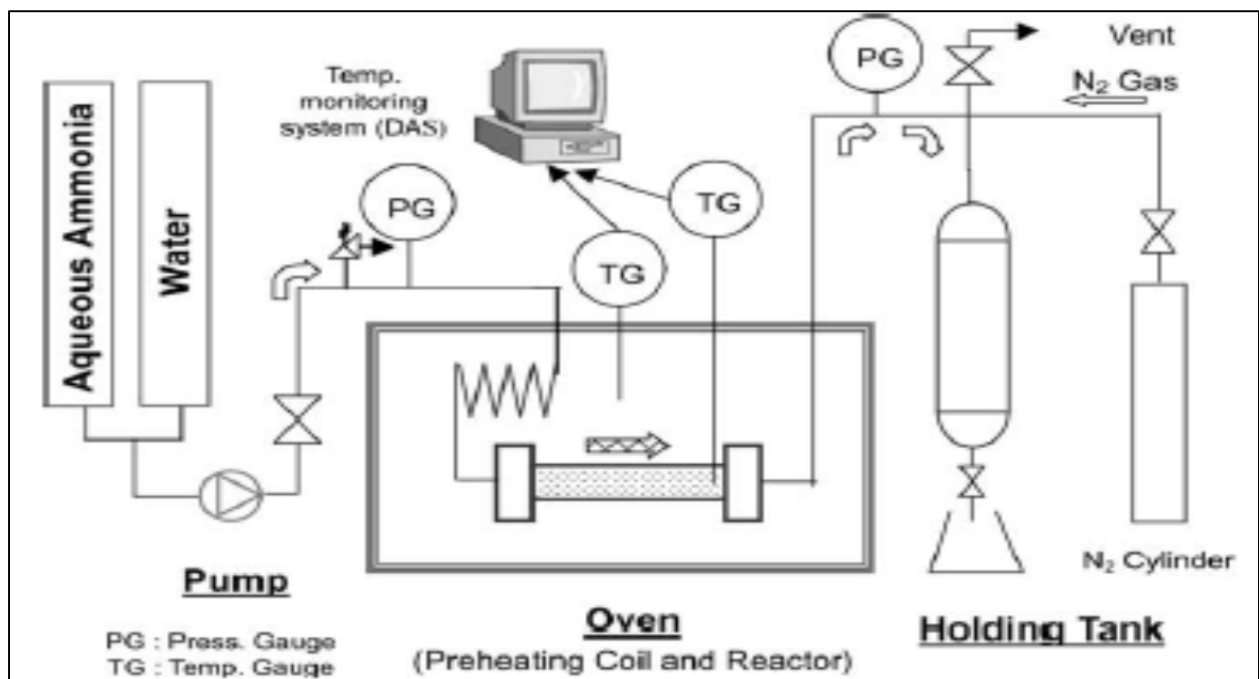 Aqueous Ammonia
Water
Temp.
monitoring
system (DAS)
PG
TG
TG
PG
Vent
N₂ Gas
Pump
PG : Press. Gauge
TG : Temp. Gauge
Oven
(Preheating Coil and Reactor)
Holding Tank
N₂ Cylinder